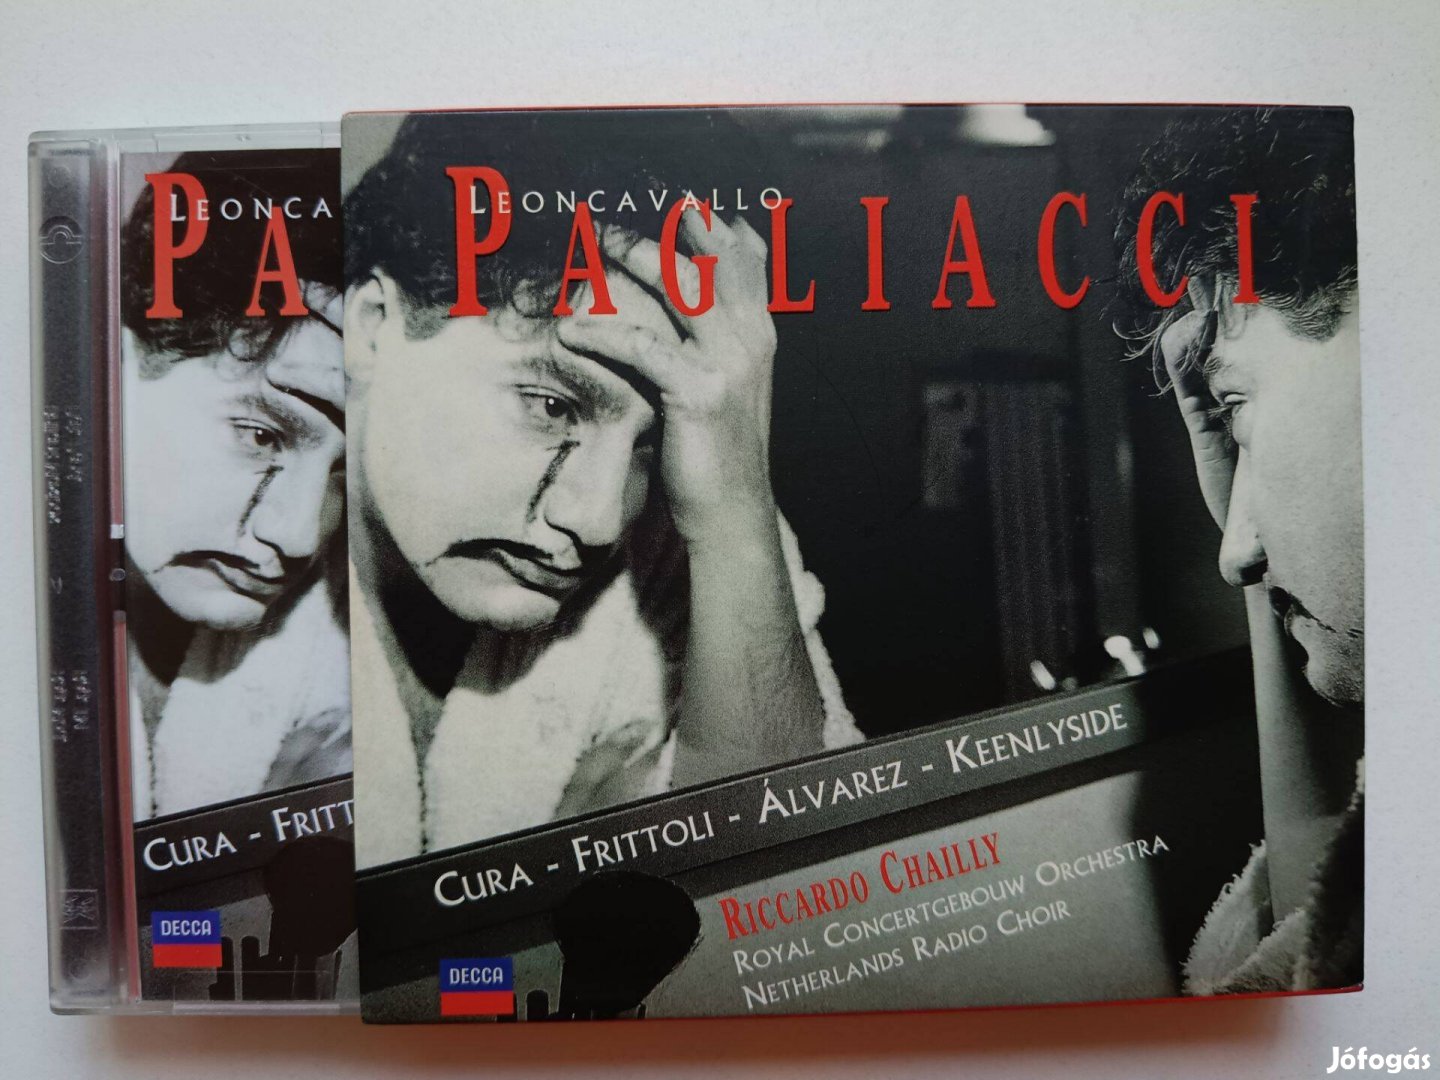 LEONCA
PA
CURA - FRITT
DECCA
LEONCAVALLO
PAGLIACCI
CURA - FRITTOLI - ÁLVAREZ - KEENLYSIDE
RICCARDO CHAILLY
ROYAL CONCERTGEBOUW ORCHESTRA
NETHERLANDS RADIO CHOIR
DECCA
Jófogás